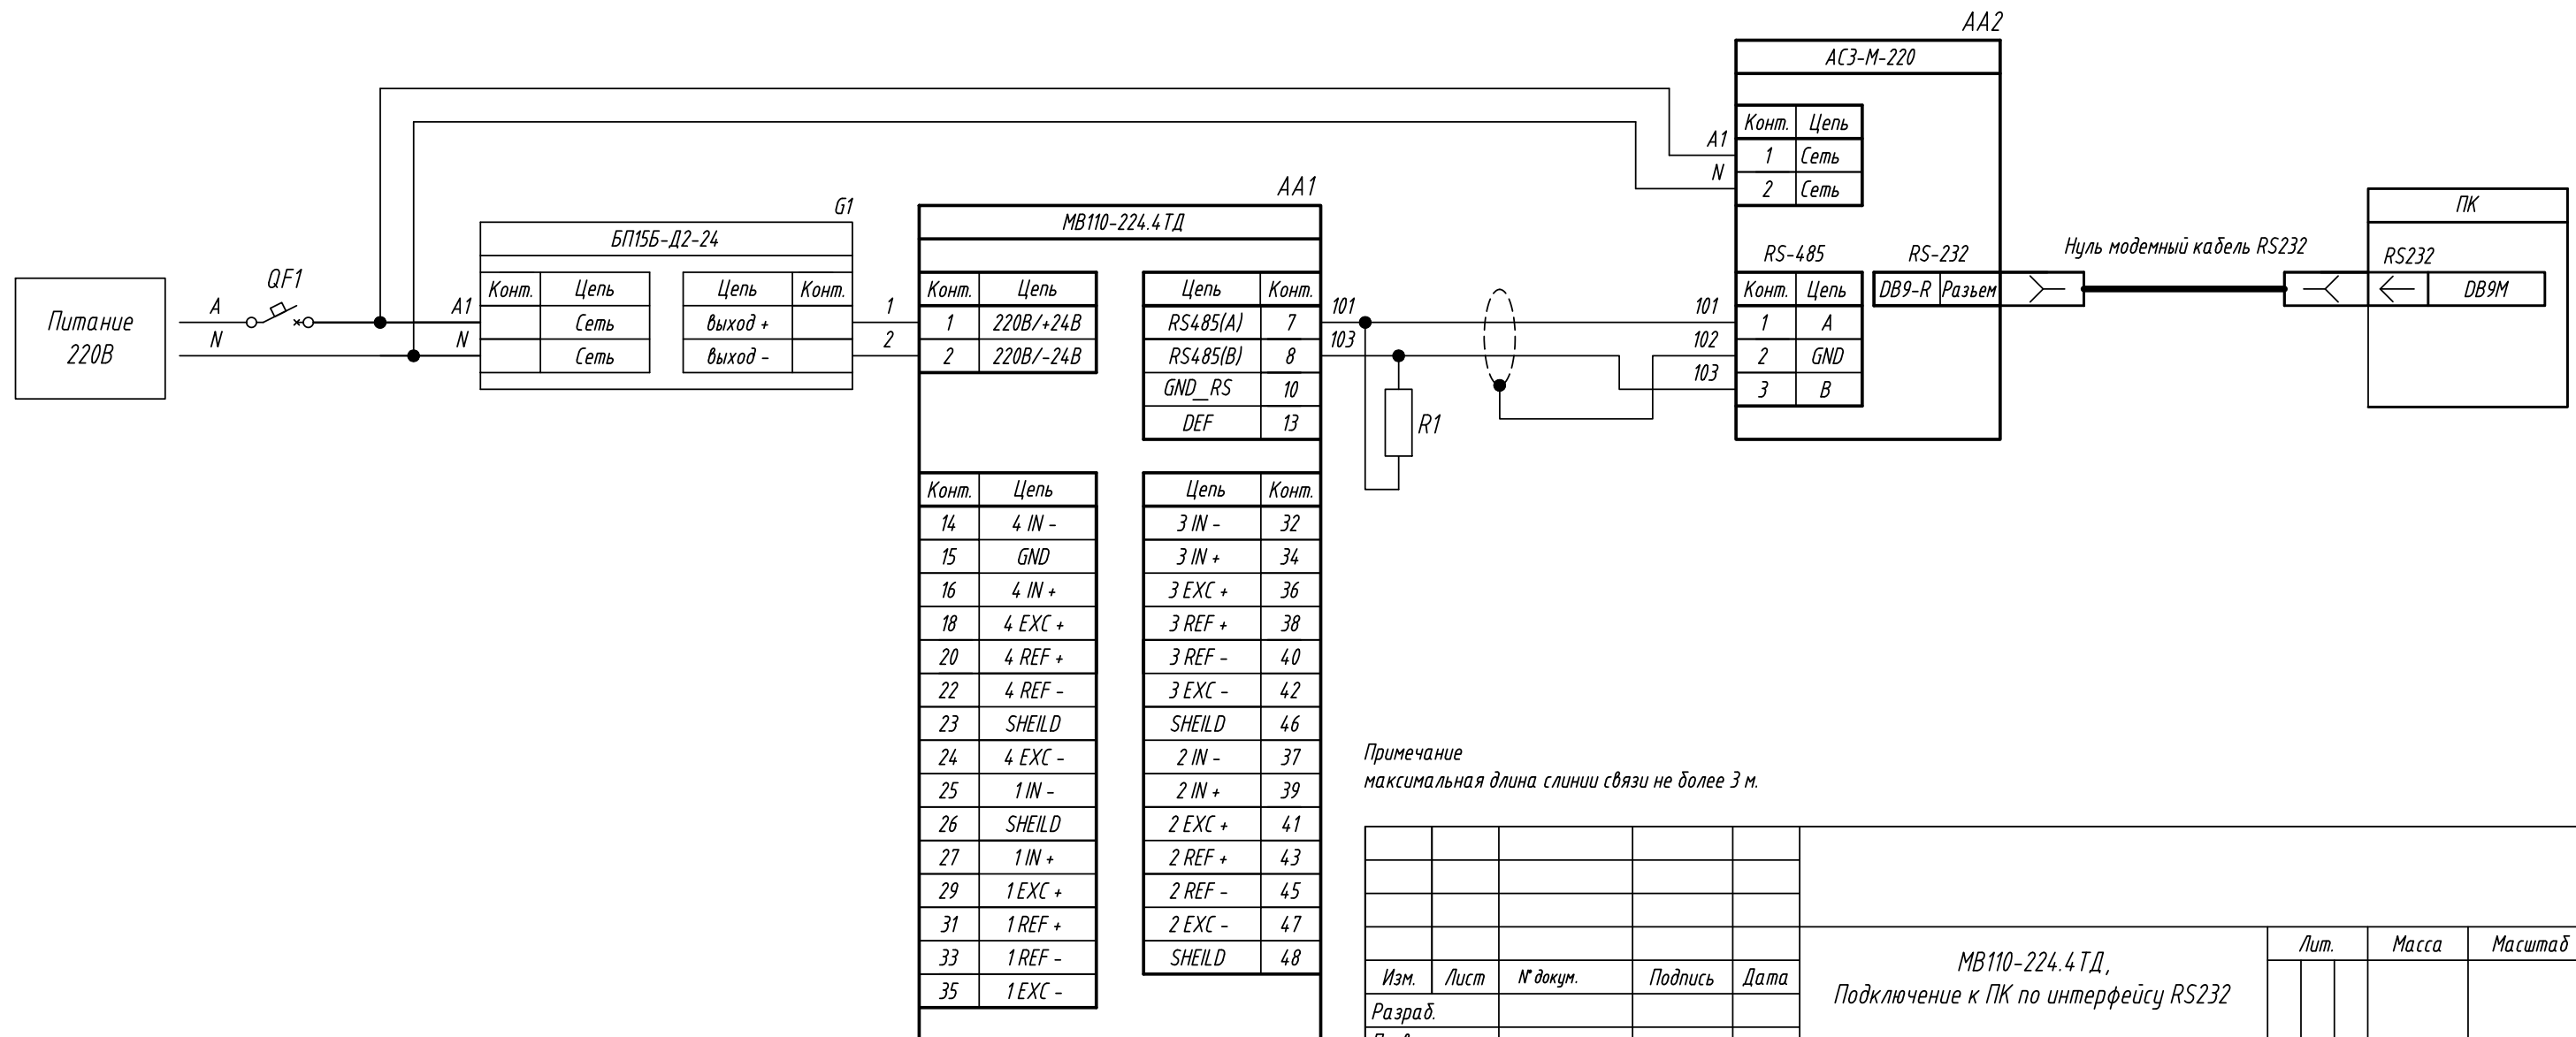 AA2
АС3-М-220
Конт. Цепь
A1 1 Сеть
N 2 Сеть
RS-485 RS-232
Конт. Цепь DB9-R Разьем
101 1 A
102 2 GND
103 3 B
Нуль модемный кабель RS232
ПК
RS232
DB9M
Питание
220В
A
N
QF1
A1
N
G1
БП15Б-Д2-24
Конт. Цепь Цепь Конт.
Сеть выход +
Сеть выход -
1
2
AA1
МВ110-224.4ТД
Конт. Цепь Цепь Конт.
1 220В/+24В RS485(A) 7
2 220В/-24В RS485(B) 8
GND_RS 10
DEF 13
101
103
R1
Конт. Цепь Цепь Конт.
14 4 IN - 3 IN - 32
15 GND 3 IN + 34
16 4 IN + 3 EXC + 36
18 4 EXC + 3 REF + 38
20 4 REF + 3 REF - 40
22 4 REF - 3 EXC - 42
23 SHEILD SHEILD 46
24 4 EXC - 2 IN - 37
25 1 IN - 2 IN + 39
26 SHEILD 2 EXC + 41
27 1 IN + 2 REF + 43
29 1 EXC + 2 REF - 45
31 1 REF + 2 EXC - 47
33 1 REF - SHEILD 48
35 1 EXC -
Примечание
максимальная длина слинии связи не более 3 м.
Изм. Лист № докум. Подпись Дата
Разраб.
МВ110-224.4ТД,
Подключение к ПК по интерфейсу RS232
Лит. Масса Масштаб